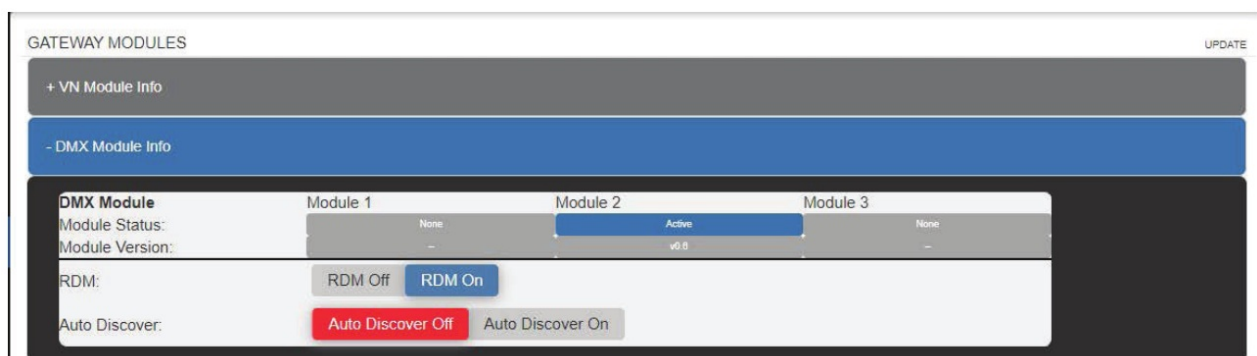 GATEWAY MODULES UPDATE
+ VN Module Info
- DMX Module Info
DMX Module Module 1 Module 2 Module 3
Module Status: None Active None
Module Version: -- v0.6 --
RDM: RDM Off RDM On
Auto Discover: Auto Discover Off Auto Discover On